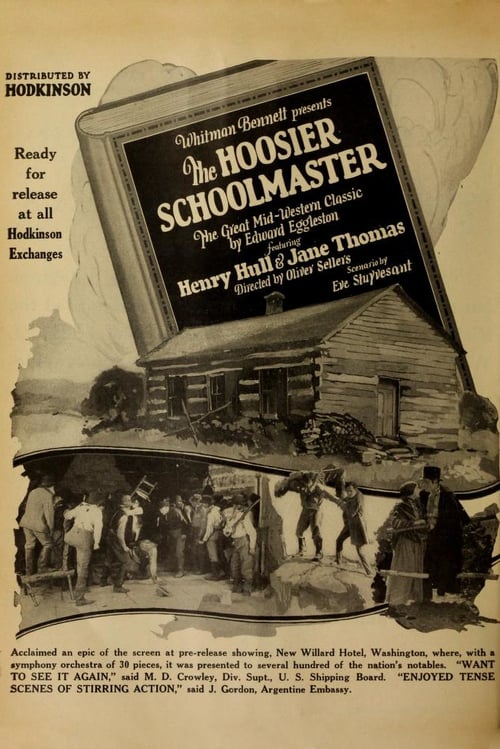 DISTRIBUTED BY
HODKINSON
Ready
for
release
at all
Hodkinson
Exchanges
Whitman Bennett presents
The HOOSIER
SCHOOLMASTER
The Great Mid-Western Classic
by Edward Eggleston
featuring
Henry Hull & Jane Thomas
Directed by Oliver Sellers
Scenario by
Eve Stuyvesant
Acclaimed an epic of the screen at pre-release showing, New Willard Hotel, Washington, where, with a
symphony orchestra of 30 pieces, it was presented to several hundred of the nation's notables. "WANT
TO SEE IT AGAIN," said M. D. Crowley, Div. Supt., U. S. Shipping Board. "ENJOYED TENSE
SCENES OF STIRRING ACTION," said J. Gordon, Argentine Embassy.